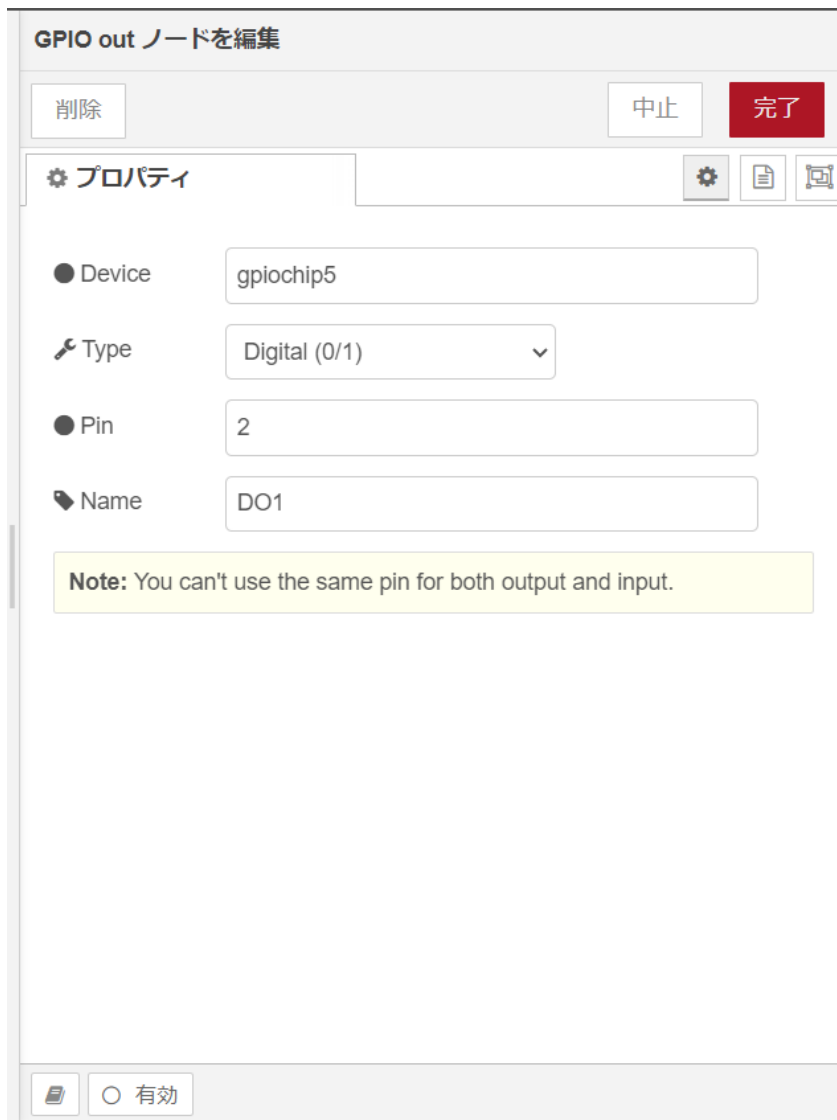 GPIO out ノードを編集
削除
中止
完了
プロパティ
Device
gpiochip5
Type
Digital (0/1)
Pin
2
Name
DO1
Note: You can't use the same pin for both output and input.
有効